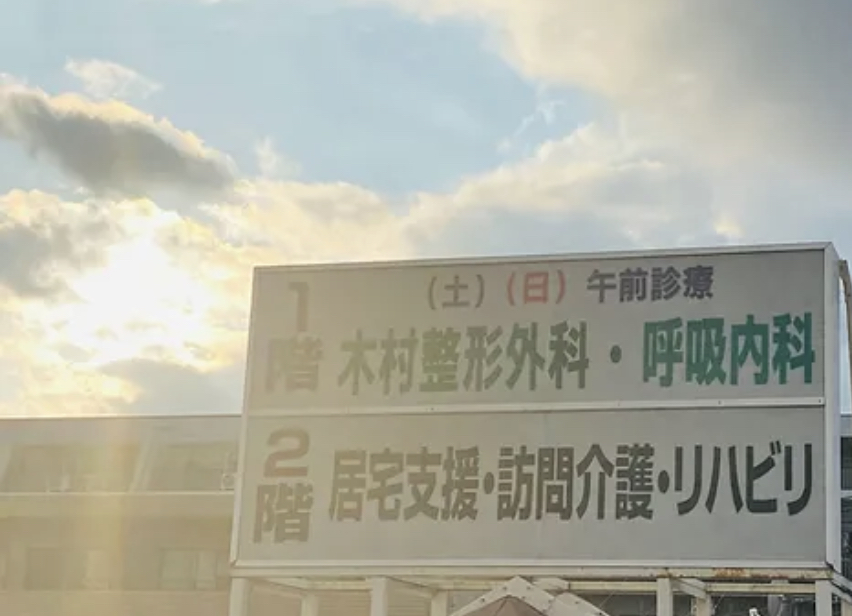 1階
(土)(日)午前診療
木村整形外科・呼吸内科
2階
居宅支援・訪問介護・リハビリ